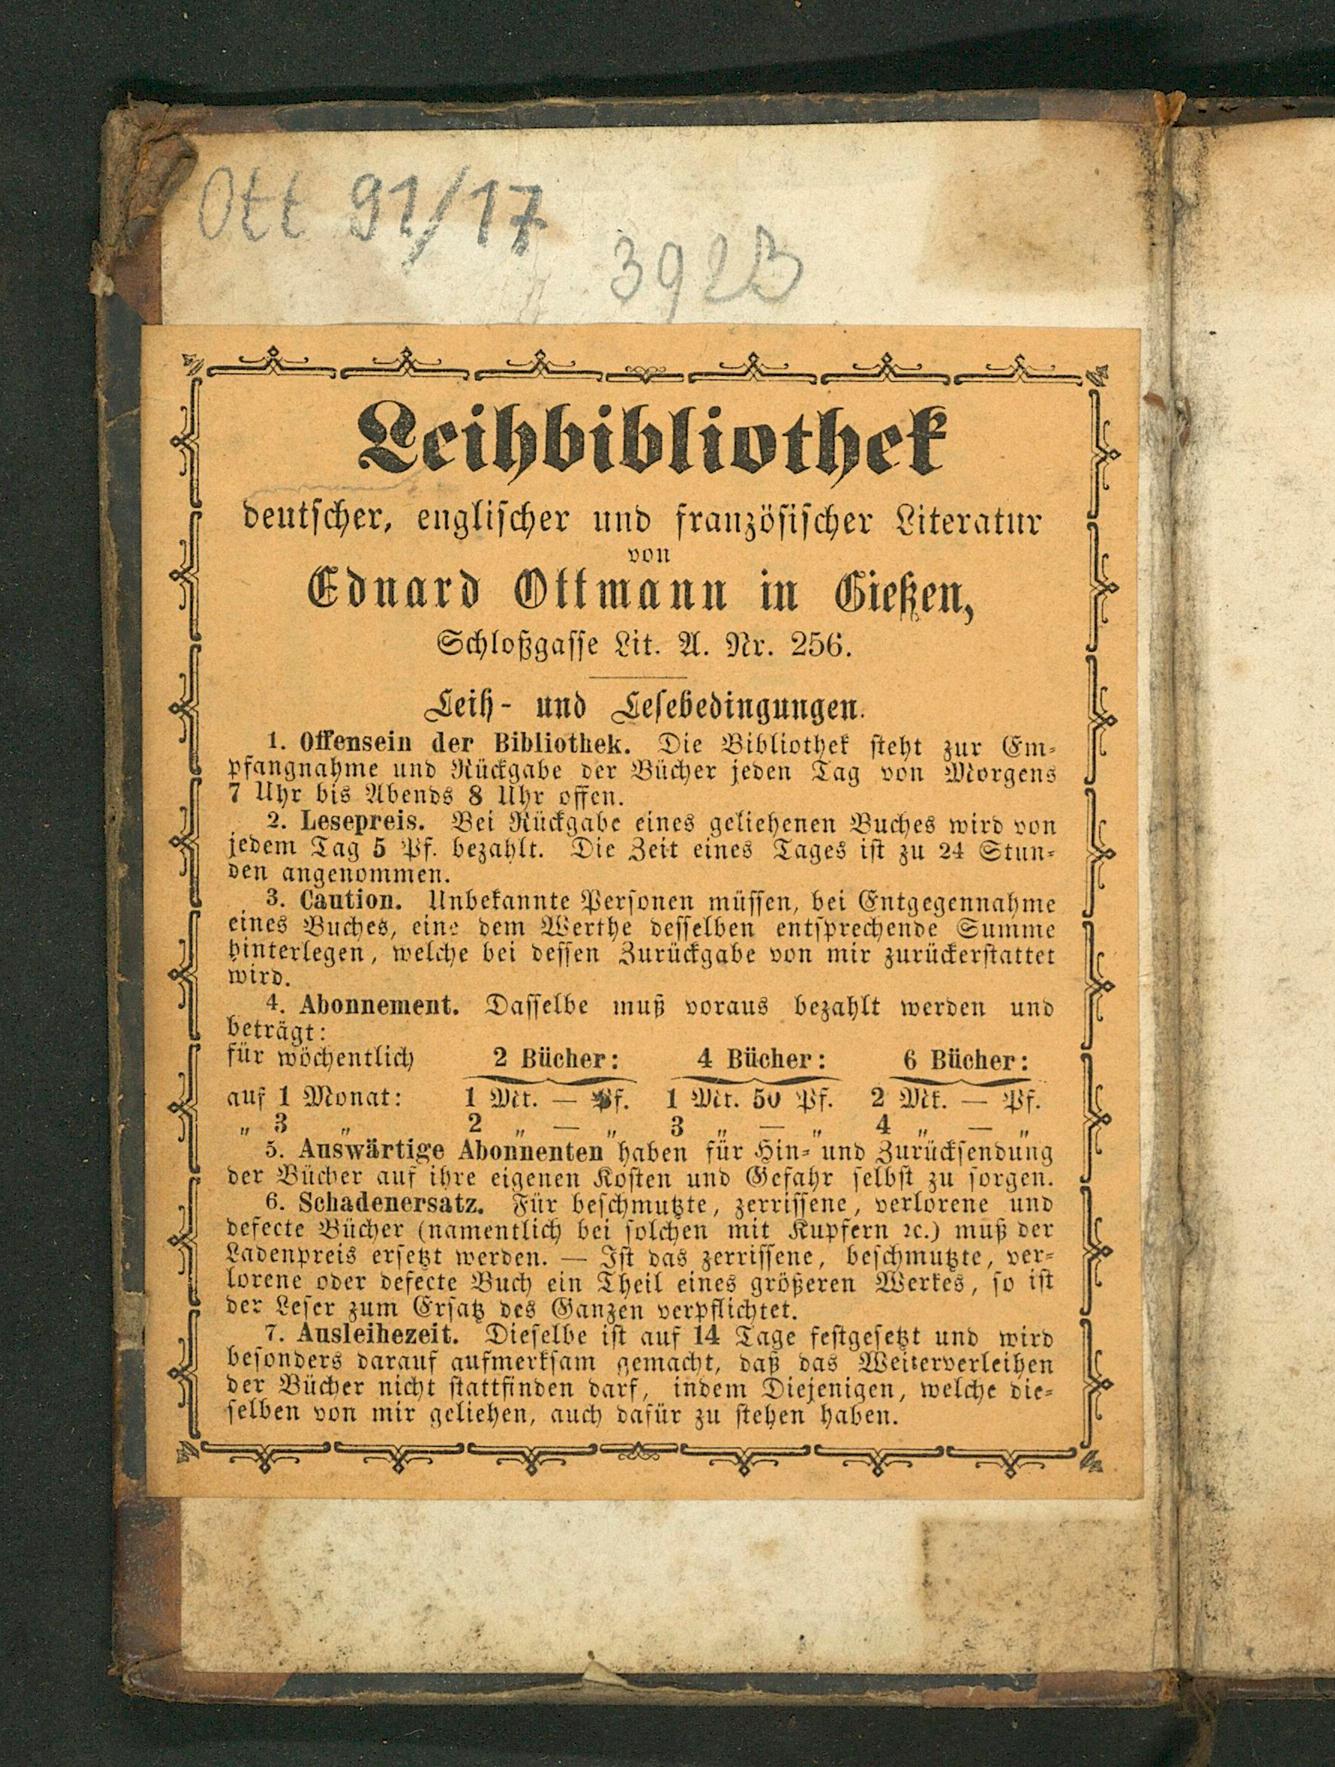 Ott 91/17
392B
Leihbibliothek
deutscher, englischer und französischer Literatur
von
Eduard Ottmann in Gießen,
Schloßgasse Lit. A. Nr. 256.
Leih- und Lesebedingungen.
1. Offensein der Bibliothek. Die Bibliothek steht zur Em-
pfangnahme und Rückgabe der Bücher jeden Tag von Morgens
7 Uhr bis Abends 8 Uhr offen.
2. Lesepreis. Bei Rückgabe eines geliehenen Buches wird von
jedem Tag 5 Pf. bezahlt. Die Zeit eines Tages ist zu 24 Stun-
den angenommen.
3. Caution. Unbekannte Personen müssen, bei Entgegennahme
eines Buches, eine dem Werthe desselben entsprechende Summe
hinterlegen, welche bei dessen Zurückgabe von mir zurückerstattet
wird.
4. Abonnement. Dasselbe muß voraus bezahlt werden und
beträgt:
für wöchentlich 2 Bücher: 4 Bücher: 6 Bücher:
auf 1 Monat: 1 Mk. — Pf. 1 Mk. 50 Pf. 2 Mk. — Pf.
„ 3 „ 2 „ — „ 3 „ — „ 4 „ — „
5. Auswärtige Abonnenten haben für Hin- und Zurücksendung
der Bücher auf ihre eigenen Kosten und Gefahr selbst zu sorgen.
6. Schadenersatz. Für beschmutzte, zerrissene, verlorene und
defecte Bücher (namentlich bei solchen mit Kupfern ꝛc.) muß der
Ladenpreis ersetzt werden. — Ist das zerrissene, beschmutzte, ver-
lorene oder defecte Buch ein Theil eines größeren Werkes, so ist
der Leser zum Ersatz des Ganzen verpflichtet.
7. Ausleihezeit. Dieselbe ist auf 14 Tage festgesetzt und wird
besonders darauf aufmerksam gemacht, daß das Weiterverleihen
der Bücher nicht stattfinden darf, indem Diejenigen, welche die-
selben von mir geliehen, auch dafür zu stehen haben.